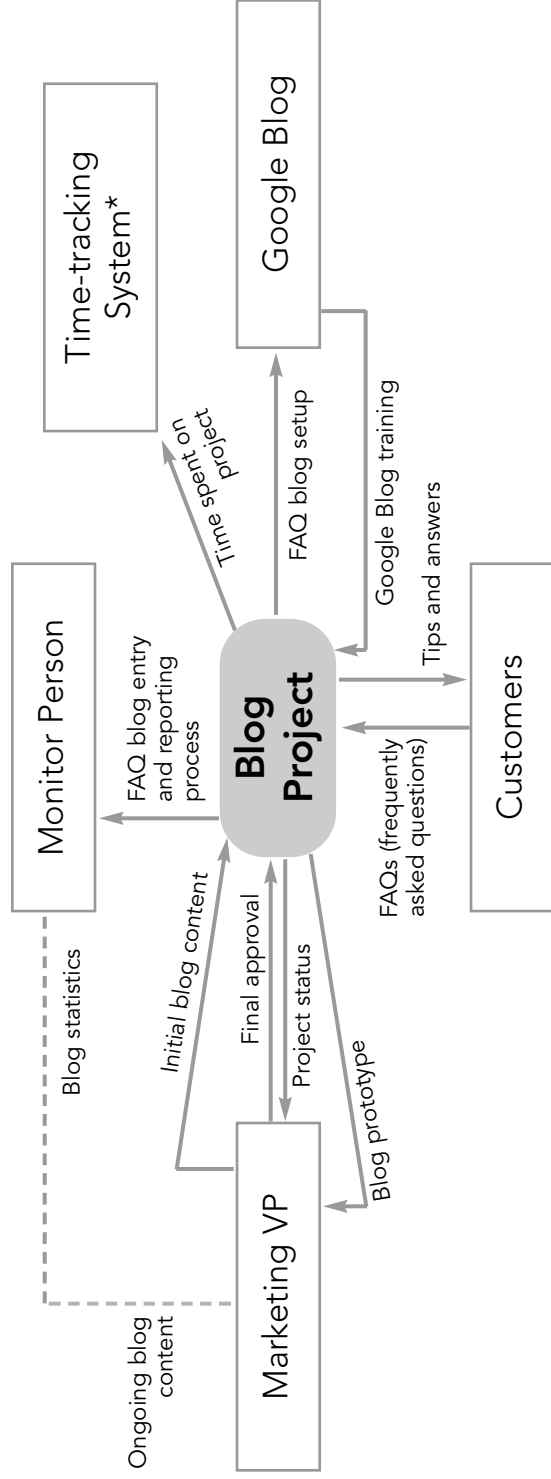 Monitor Person
Time-tracking
System*
Blog statistics
Ongoing blog
content
FAQ blog entry
and reporting
process
Time spent on
project
Initial blog content
Marketing VP
Final approval
Project status
Blog
Project
FAQ blog setup
Google Blog
Blog prototype
FAQs (frequently
asked questions)
Tips and answers
Google Blog training
Customers